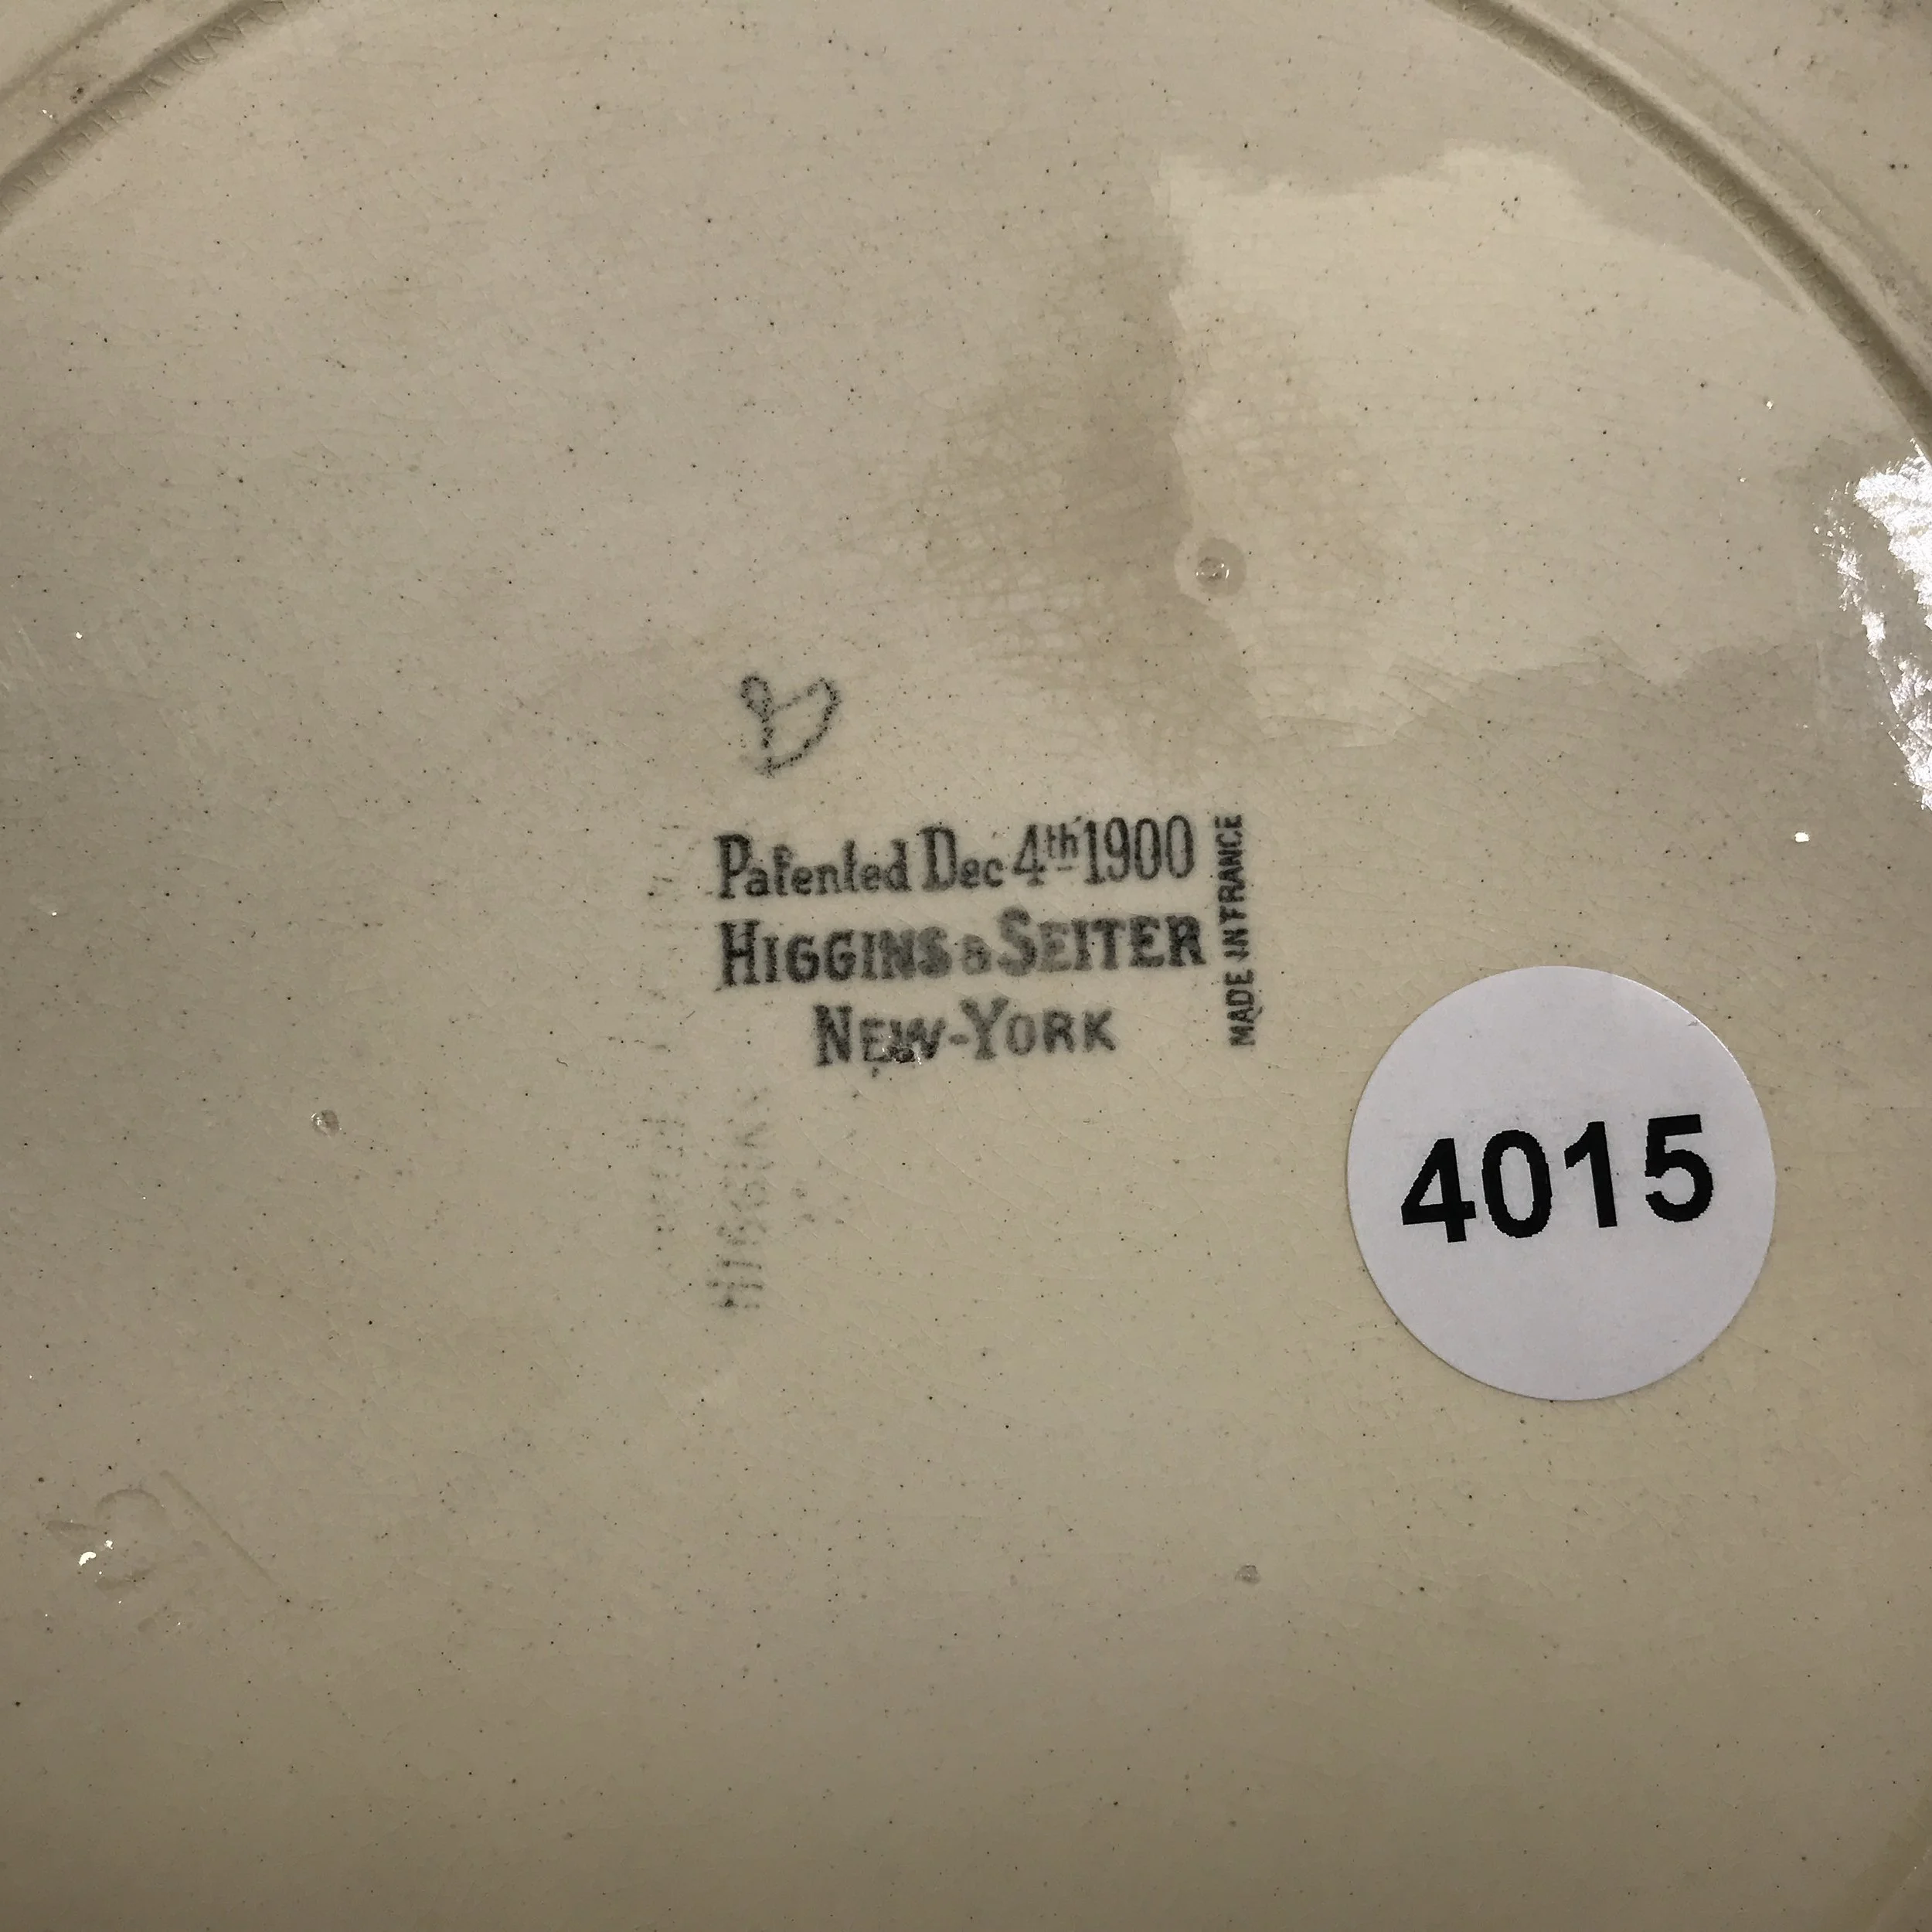 Patented Dec 4th 1900
HIGGINS & SEITER
NEW-YORK
MADE IN FRANCE
4015